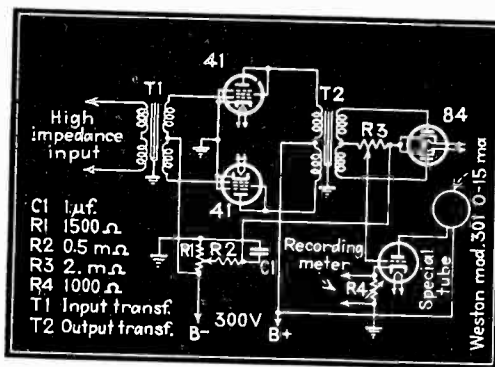 41
T1
T2
84
High
impedance
input
R3
41
C1 1µf.
R1 1500 Ω
R2 0.5 mΩ
R3 2. mΩ
R4 1000 Ω
T1 Input transf.
T2 Output transf.
R1
R2
C1
Recording
meter
R4
Special
tube
Weston mod. 301 0-15 ma
B-
300V
B+